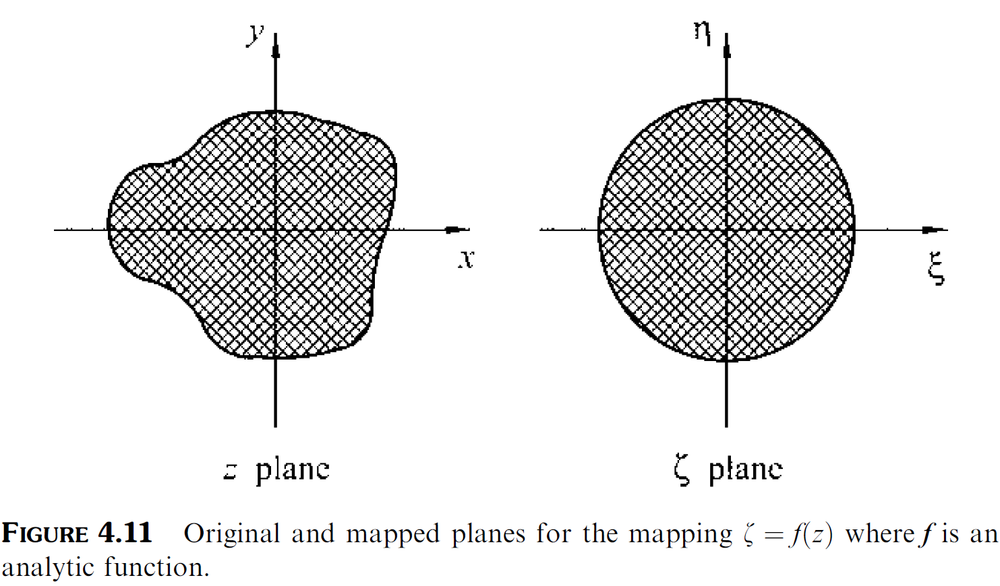 y
η
x
ξ
z plane
ζ plane
FIGURE 4.11 Original and mapped planes for the mapping ζ = f(z) where f is an
analytic function.